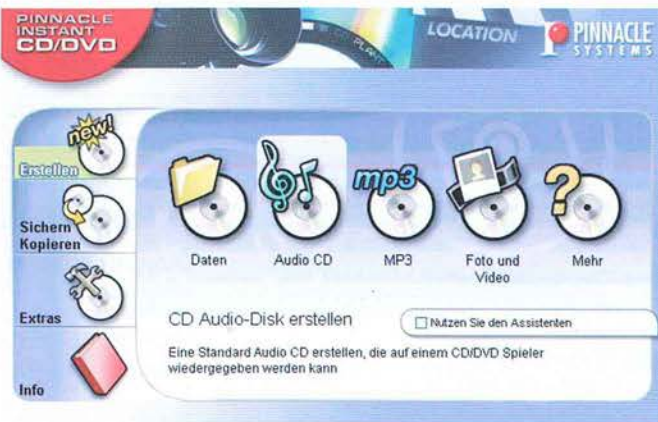 PINNACLE
INSTANT
CD/DVD
CD PLANT
LOCATION
PINNACLE
SYSTEMS
new!
Erstellen
Sichern
Kopieren
Extras
Info
mp3
Daten
Audio CD
MP3
Foto und
Video
Mehr
CD Audio-Disk erstellen
Nutzen Sie den Assistenten
Eine Standard Audio CD erstellen, die auf einem CD/DVD Spieler
wiedergegeben werden kann